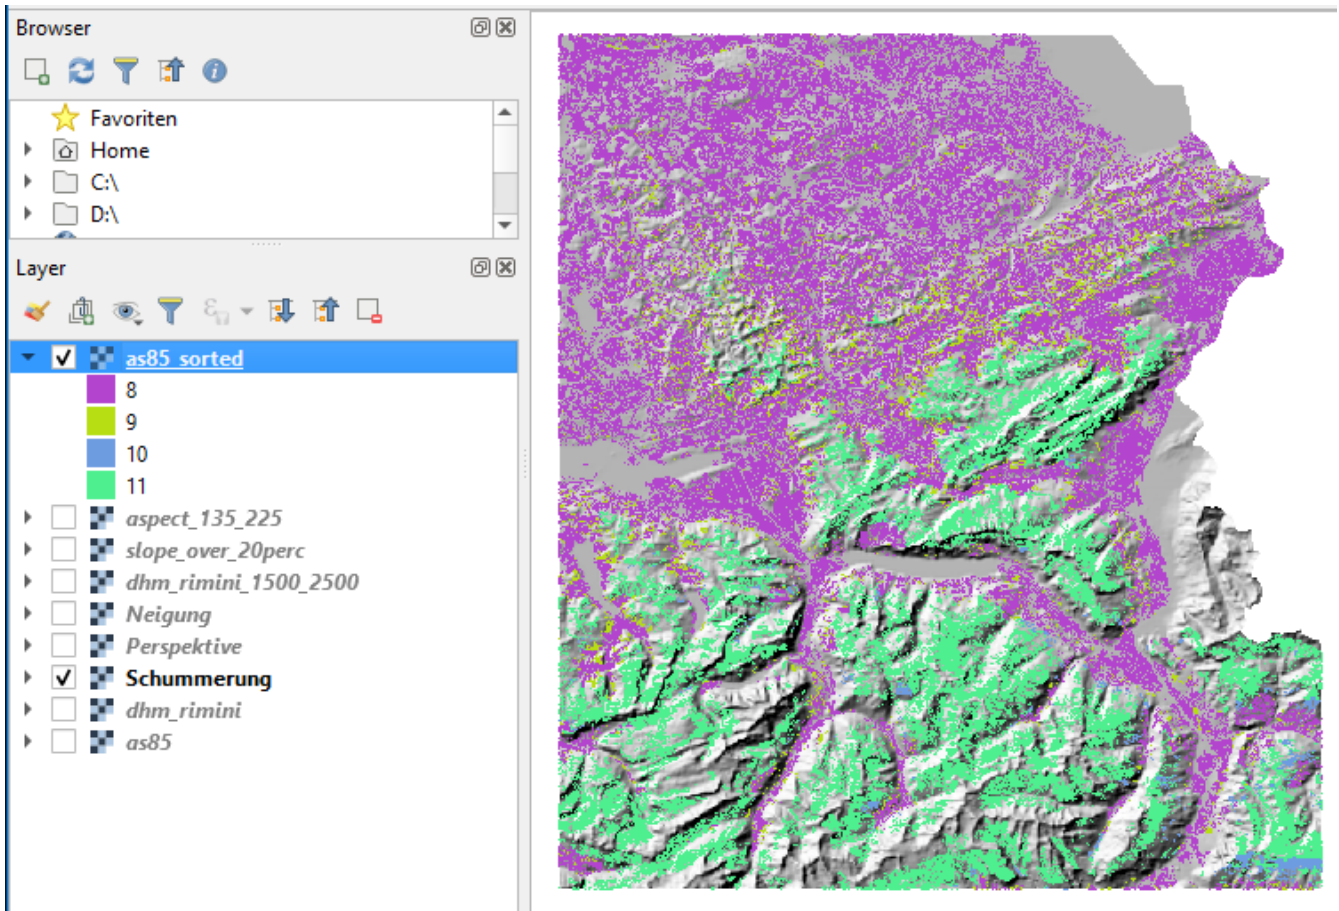 Browser
Favoriten
Home
C:\
D:\
Layer
as85_sorted
8
9
10
11
aspect_135_225
slope_over_20perc
dhm_rimini_1500_2500
Neigung
Perspektive
Schummerung
dhm_rimini
as85